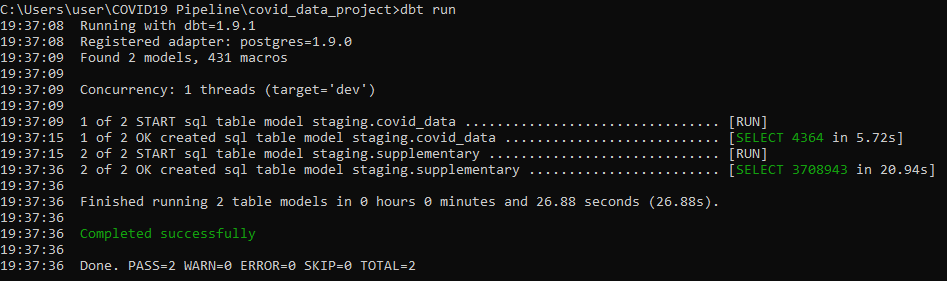 C:\Users\user\COVID19 Pipeline\covid_data_project>dbt run
19:37:08  Running with dbt=1.9.1
19:37:08  Registered adapter: postgres=1.9.0
19:37:09  Found 2 models, 431 macros
19:37:09
19:37:09  Concurrency: 1 threads (target='dev')
19:37:09
19:37:09  1 of 2 START sql table model staging.covid_data ................................ [RUN]
19:37:15  1 of 2 OK created sql table model staging.covid_data ........................... [SELECT 4364 in 5.72s]
19:37:15  2 of 2 START sql table model staging.supplementary ............................. [RUN]
19:37:36  2 of 2 OK created sql table model staging.supplementary ........................ [SELECT 3708943 in 20.94s]
19:37:36
19:37:36  Finished running 2 table models in 0 hours 0 minutes and 26.88 seconds (26.88s).
19:37:36
19:37:36  Completed successfully
19:37:36
19:37:36  Done. PASS=2 WARN=0 ERROR=0 SKIP=0 TOTAL=2